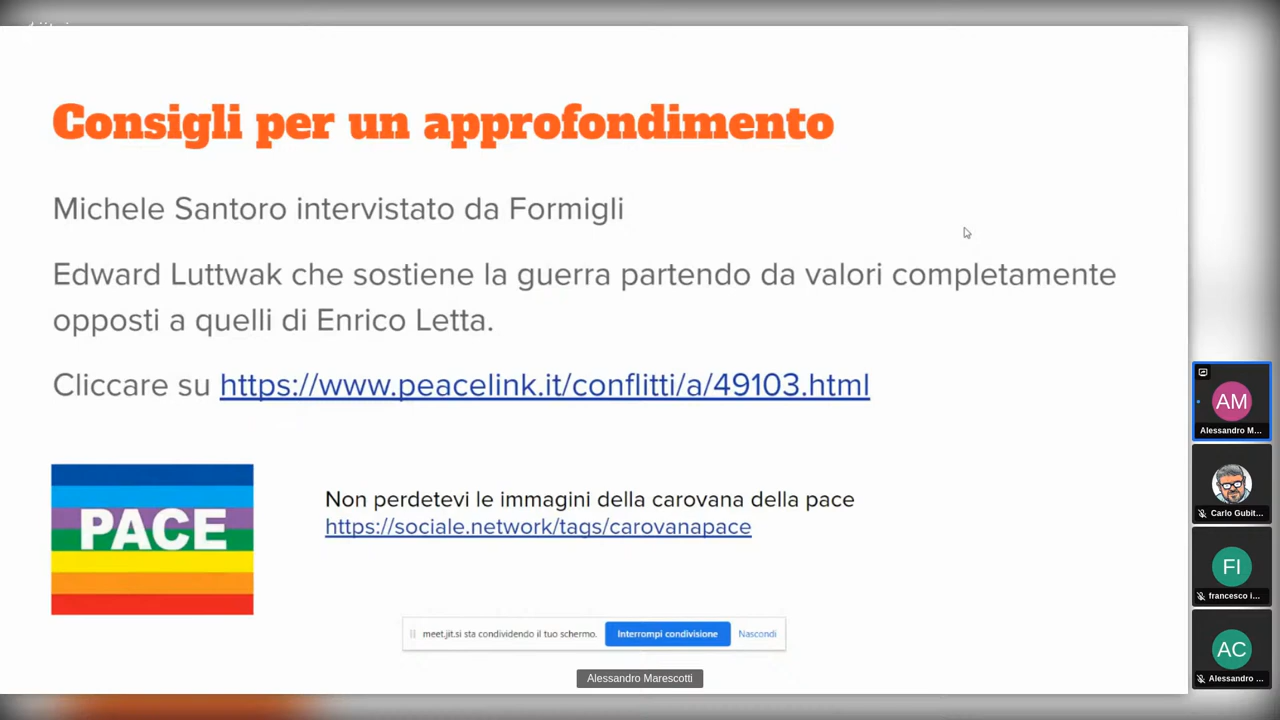 Consigli per un approfondimento
Michele Santoro intervistato da Formigli
Edward Luttwak che sostiene la guerra partendo da valori completamente
opposti a quelli di Enrico Letta.
Cliccare su https://www.peacelink.it/conflitti/a/49103.html
PACE
Non perdetevi le immagini della carovana della pace
https://sociale.network/tags/carovanapace
meet.jit.si sta condividendo il tuo schermo. Interrompi condivisione Nascondi
Alessandro Marescotti
AM
Alessandro M...
Carlo Gubit...
FI
francesco i...
AC
Alessandro ...